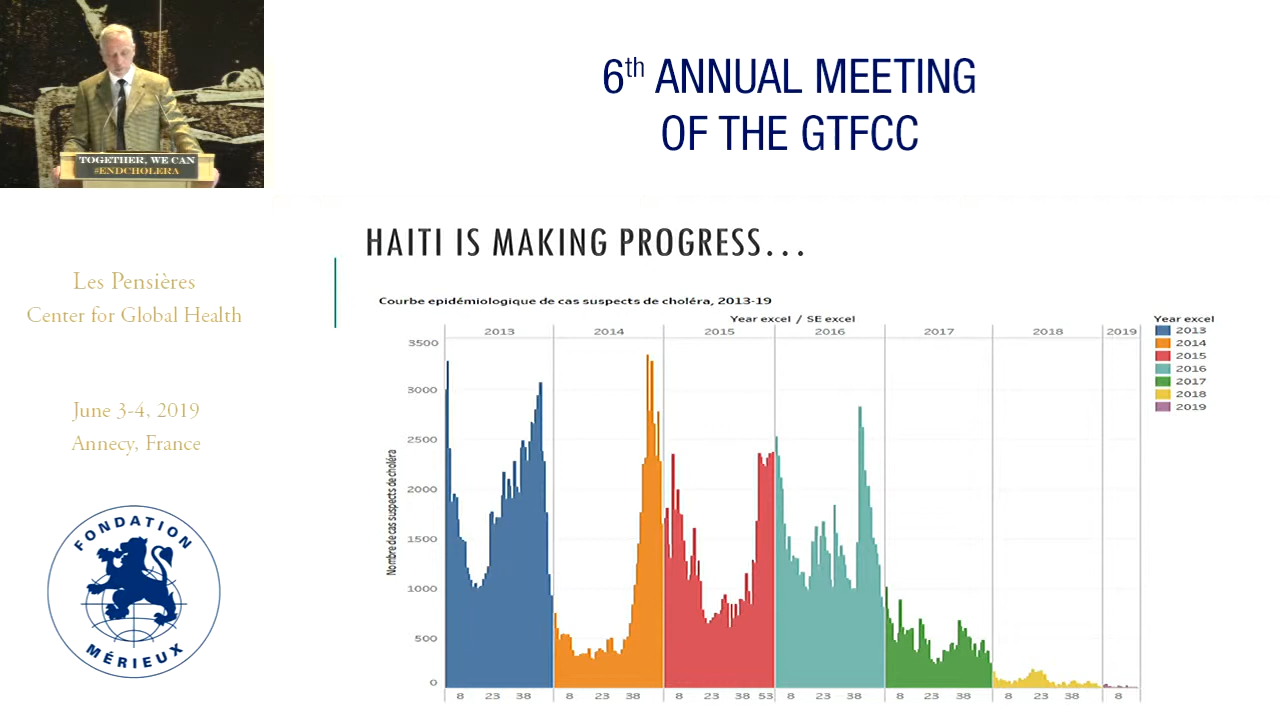 TOGETHER, WE CAN
#ENDCHOLERA
6th ANNUAL MEETING
OF THE GTFCC
Les Pensières
Center for Global Health
June 3-4, 2019
Annecy, France
FONDATION
MÉRIEUX
HAITI IS MAKING PROGRESS...
Courbe epidémiologique de cas suspects de choléra, 2013-19
Year excel / SE excel
2013 2014 2015 2016 2017 2018 2019
Nombre de cas suspects de choléra
3500
3000
2500
2000
1500
1000
500
0
8 23 38 8 23 38 8 23 38 53 8 23 38 8 23 38 8 23 38 8
Year excel
2013
2014
2015
2016
2017
2018
2019